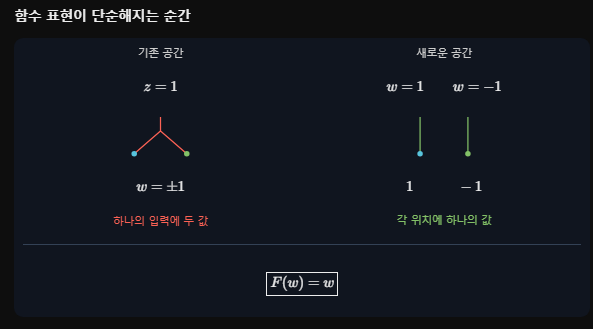 함수 표현이 단순해지는 순간
기존 공간 새로운 공간
z = 1 w = 1 w = −1
w = ±1 1 −1
하나의 입력에 두 값 각 위치에 하나의 값
F(w) = w